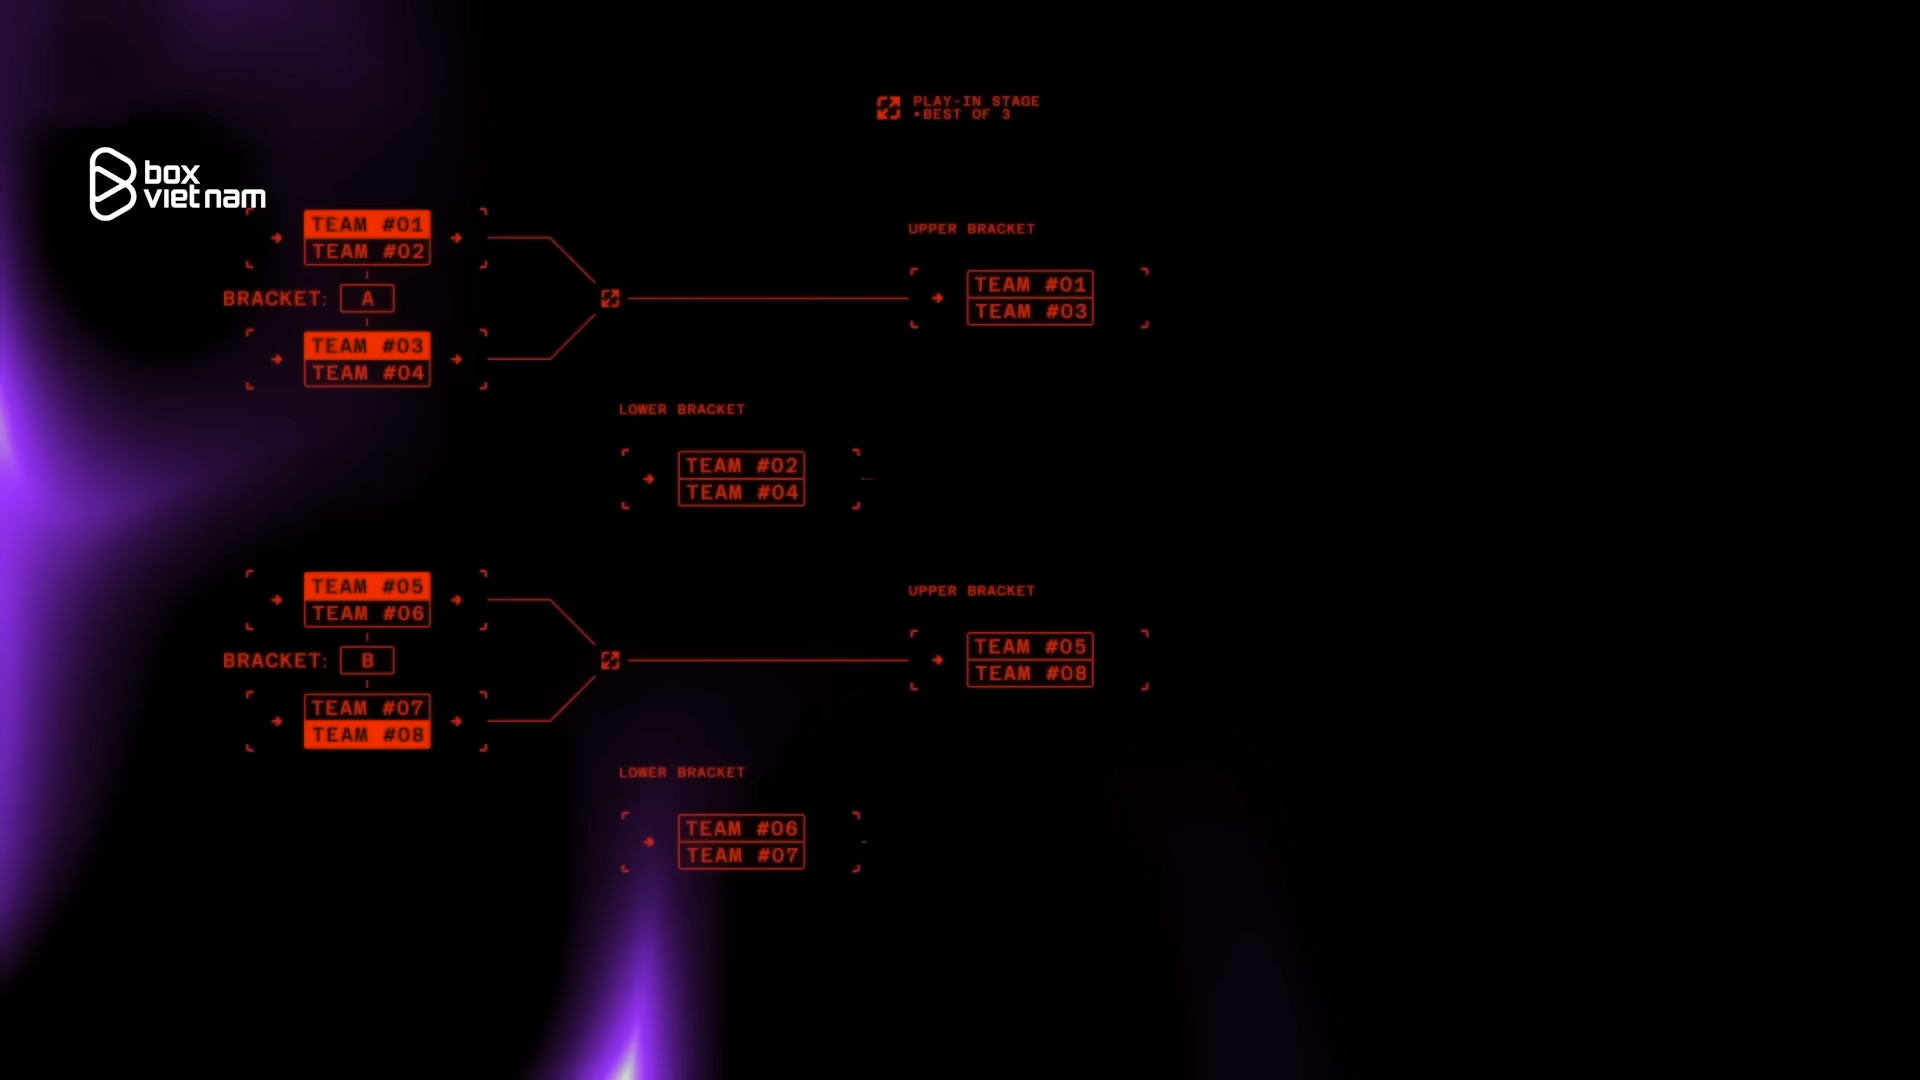 PLAY-IN STAGE
•BEST OF 3
box
viet nam
TEAM #01
TEAM #02
BRACKET: A
TEAM #03
TEAM #04
UPPER BRACKET
TEAM #01
TEAM #03
LOWER BRACKET
TEAM #02
TEAM #04
TEAM #05
TEAM #06
BRACKET: B
TEAM #07
TEAM #08
UPPER BRACKET
TEAM #05
TEAM #08
LOWER BRACKET
TEAM #06
TEAM #07